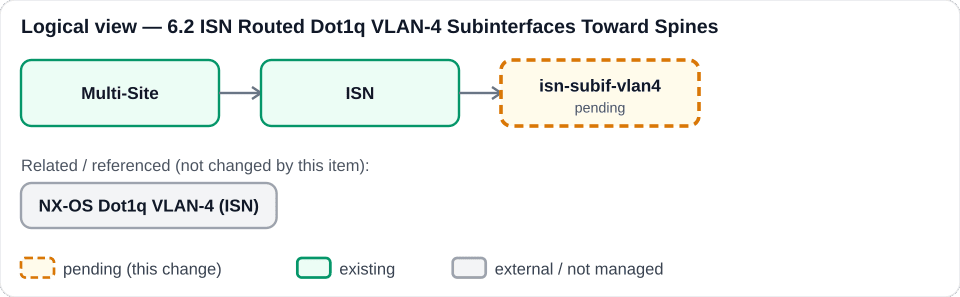 Logical view — 6.2 ISN Routed Dot1q VLAN-4 Subinterfaces Toward Spines
Multi-Site
ISN
isn-subif-vlan4
pending
Related / referenced (not changed by this item):
NX-OS Dot1q VLAN-4 (ISN)
pending (this change)
existing
external / not managed